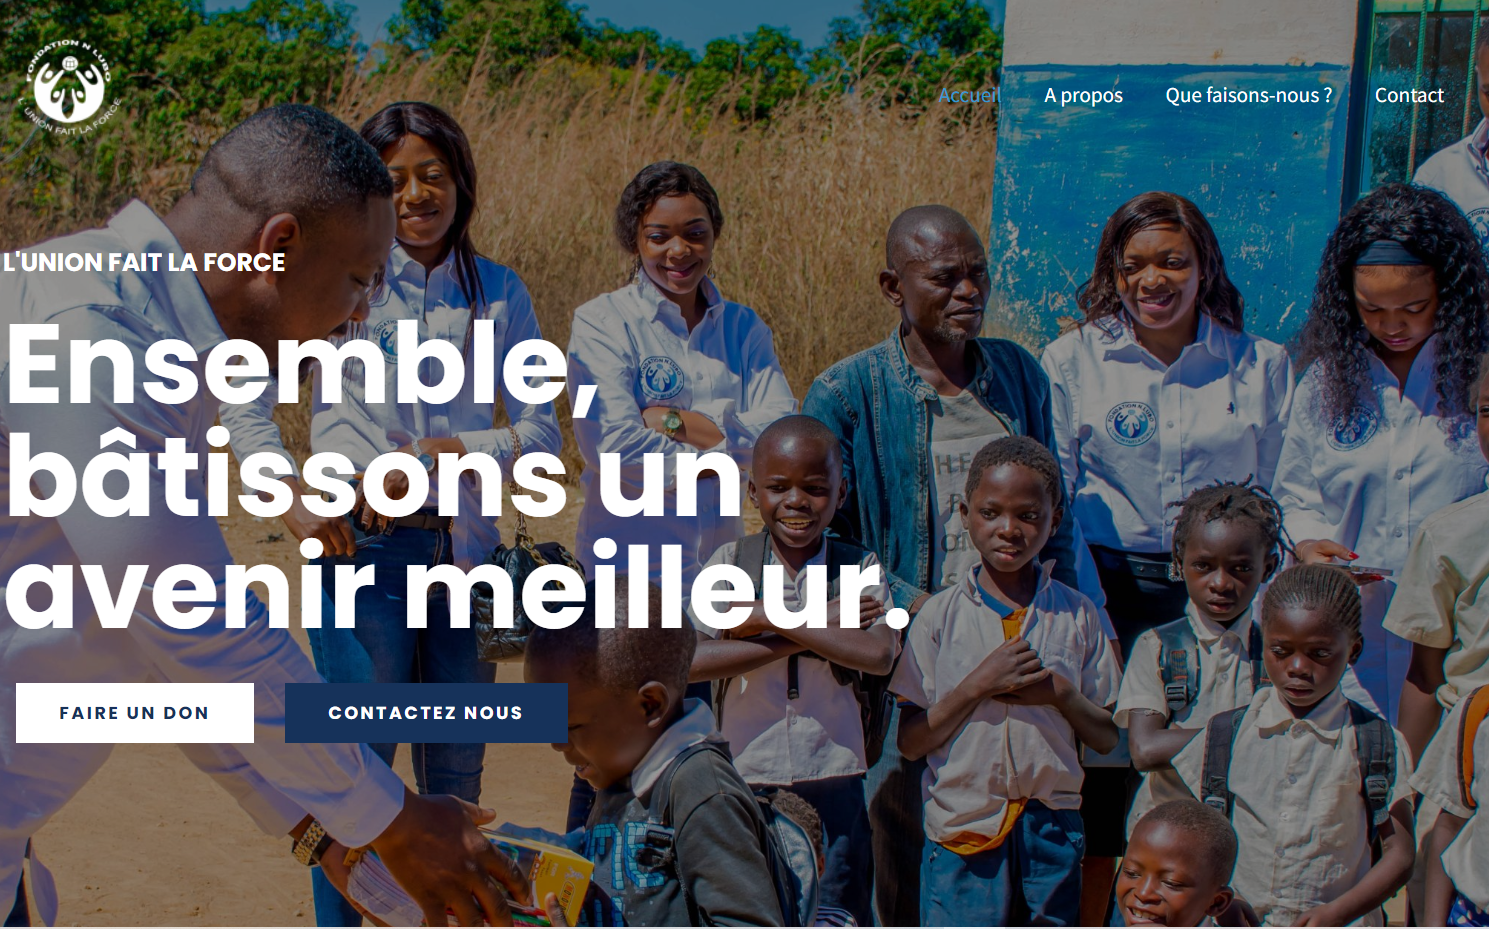 FONDATION N LUBO
L'UNION FAIT LA FORCE
Accueil
A propos
Que faisons-nous ?
Contact
L'UNION FAIT LA FORCE
Ensemble,
bâtissons un
avenir meilleur.
FAIRE UN DON
CONTACTEZ NOUS